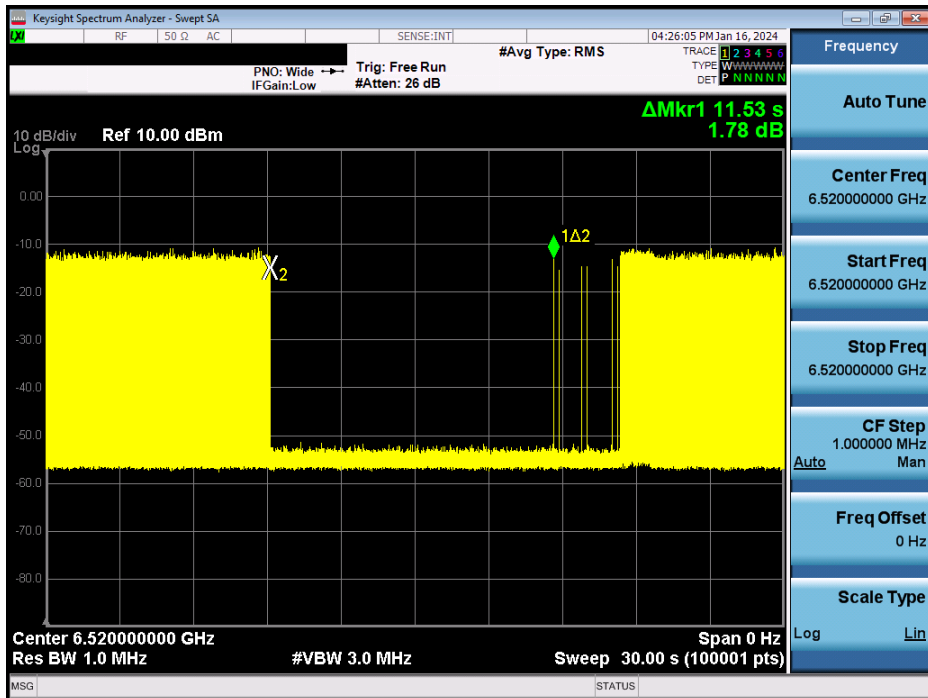 Keysight Spectrum Analyzer - Swept SA
LXI RF 50 Ω AC SENSE:INT 04:26:05 PM Jan 16, 2024
Frequency
#Avg Type: RMS TRACE 1 2 3 4 5 6
PNO: Wide Trig: Free Run TYPE WWWWWW
IFGain:Low #Atten: 26 dB DET P N N N N N
Auto Tune
ΔMkr1 11.53 s
10 dB/div Ref 10.00 dBm 1.78 dB
Log
Center Freq
6.520000000 GHz
0.00
1Δ2
-10.0
Start Freq
6.520000000 GHz
2
-20.0
-30.0
Stop Freq
6.520000000 GHz
-40.0
CF Step
1.000000 MHz
Auto Man
-50.0
-60.0
Freq Offset
0 Hz
-70.0
-80.0
Scale Type
Log Lin
Center 6.520000000 GHz Span 0 Hz
Res BW 1.0 MHz #VBW 3.0 MHz Sweep 30.00 s (100001 pts)
MSG STATUS